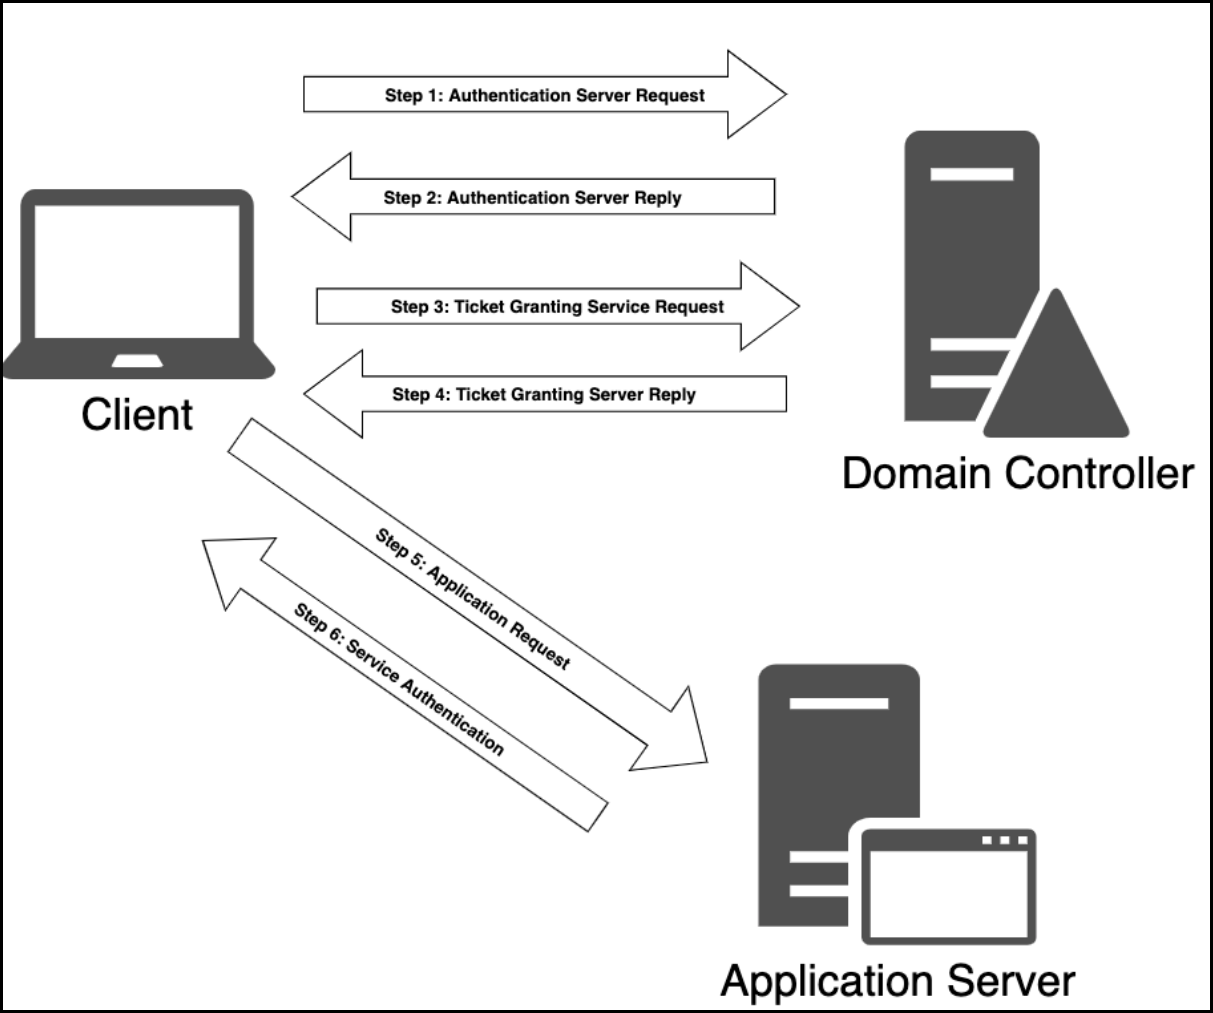 Step 1: Authentication Server Request
Step 2: Authentication Server Reply
Step 3: Ticket Granting Service Request
Step 4: Ticket Granting Server Reply
Client
Domain Controller
Step 5: Application Request
Step 6: Service Authentication
Application Server